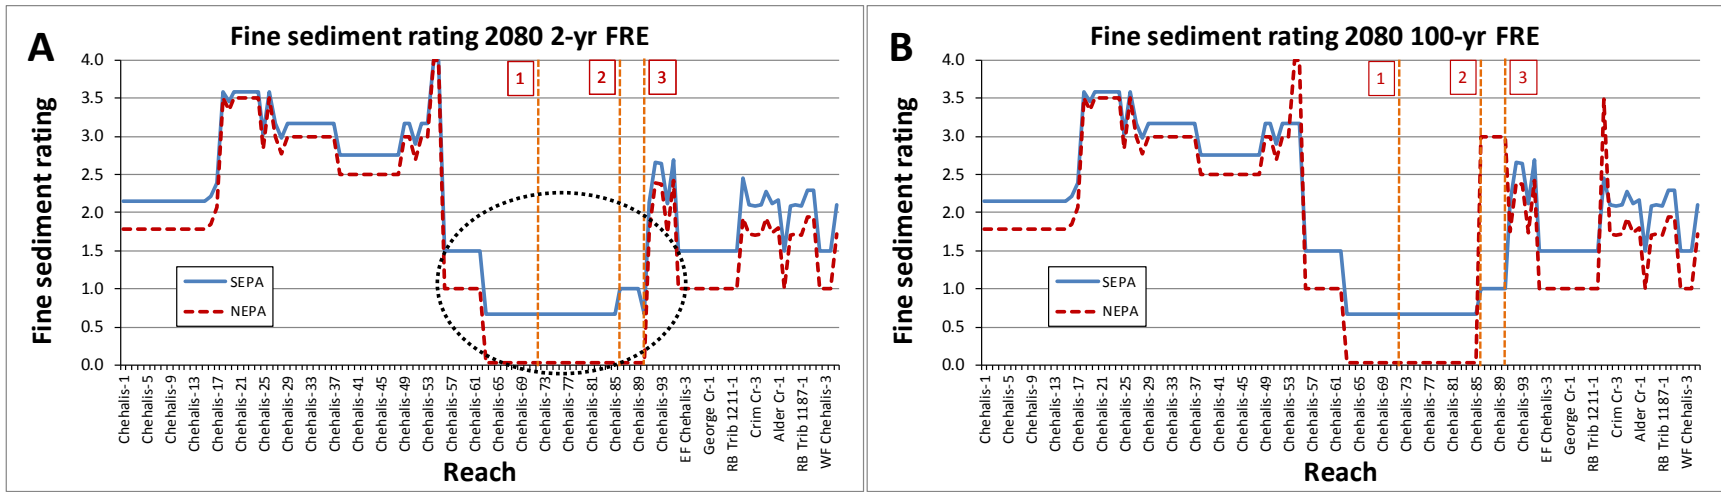 A
Fine sediment rating 2080 2-yr FRE
Fine sediment rating
4.0
3.5
3.0
2.5
2.0
1.5
1.0
0.5
0.0
1
2
3
SEPA
NEPA
Chehalis-1
Chehalis-5
Chehalis-9
Chehalis-13
Chehalis-17
Chehalis-21
Chehalis-25
Chehalis-29
Chehalis-33
Chehalis-37
Chehalis-41
Chehalis-45
Chehalis-49
Chehalis-53
Chehalis-57
Chehalis-61
Chehalis-65
Chehalis-69
Chehalis-73
Chehalis-77
Chehalis-81
Chehalis-85
Chehalis-89
Chehalis-93
EF Chehalis-3
George Cr-1
RB Trib 1211-1
Crim Cr-3
Alder Cr-1
RB Trib 1187-1
WF Chehalis-3
Reach
B
Fine sediment rating 2080 100-yr FRE
Fine sediment rating
4.0
3.5
3.0
2.5
2.0
1.5
1.0
0.5
0.0
1
2
3
SEPA
NEPA
Chehalis-1
Chehalis-5
Chehalis-9
Chehalis-13
Chehalis-17
Chehalis-21
Chehalis-25
Chehalis-29
Chehalis-33
Chehalis-37
Chehalis-41
Chehalis-45
Chehalis-49
Chehalis-53
Chehalis-57
Chehalis-61
Chehalis-65
Chehalis-69
Chehalis-73
Chehalis-77
Chehalis-81
Chehalis-85
Chehalis-89
Chehalis-93
EF Chehalis-3
George Cr-1
RB Trib 1211-1
Crim Cr-3
Alder Cr-1
RB Trib 1187-1
WF Chehalis-3
Reach